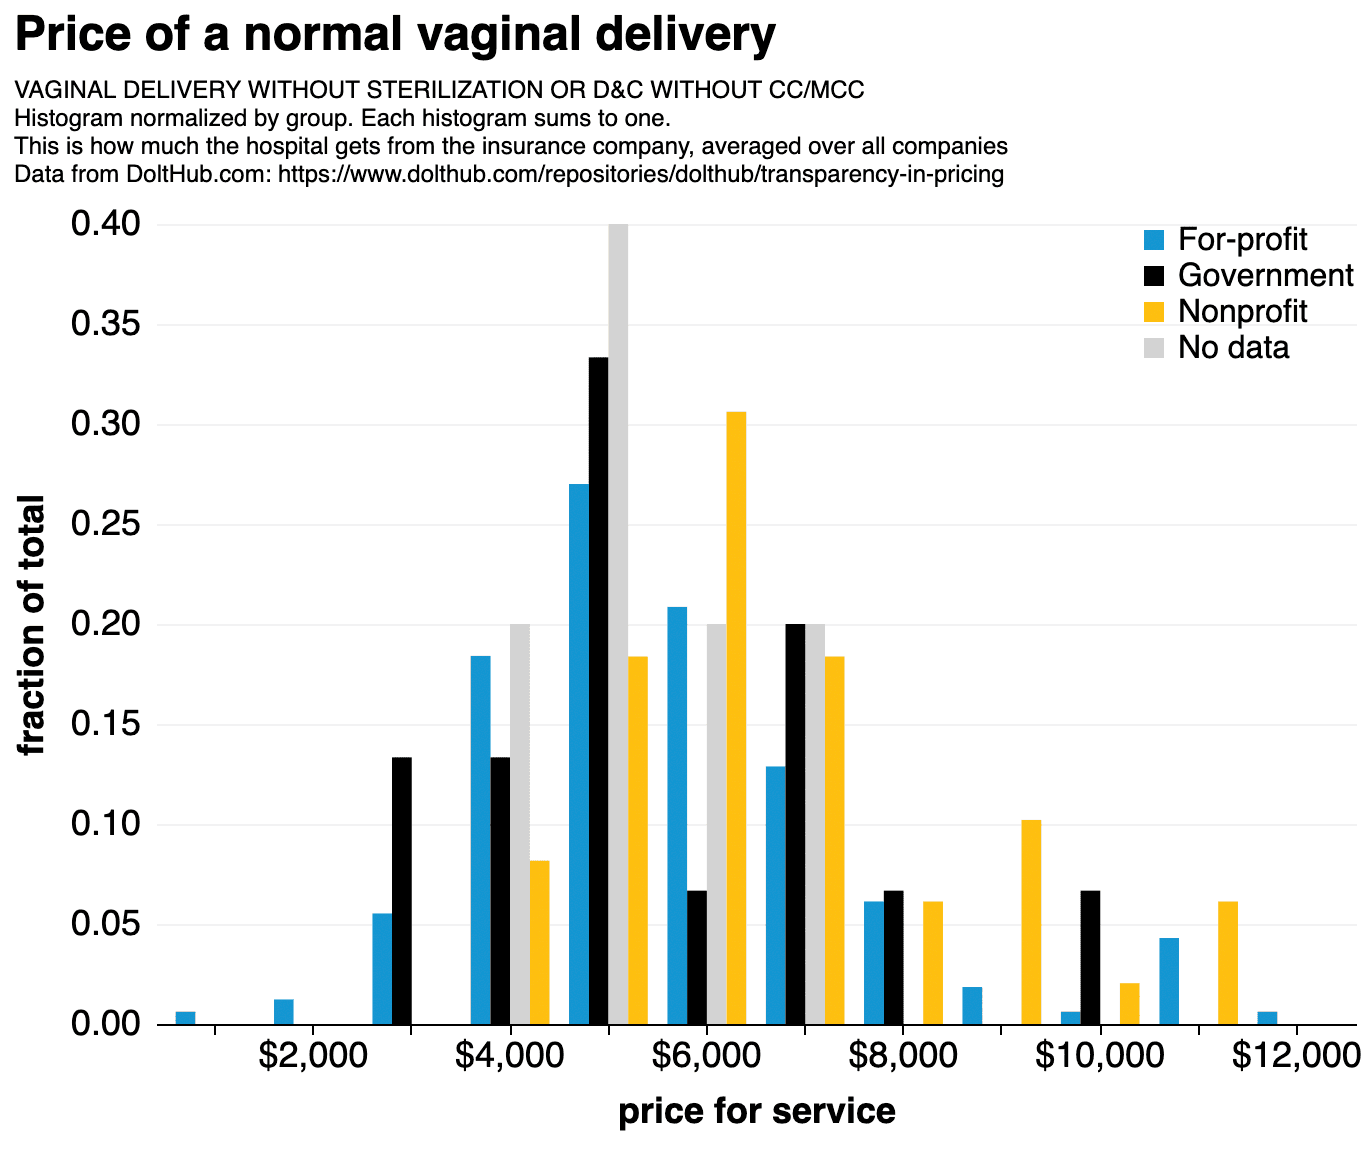 Price of a normal vaginal delivery
VAGINAL DELIVERY WITHOUT STERILIZATION OR D&C WITHOUT CC/MCC
Histogram normalized by group. Each histogram sums to one.
This is how much the hospital gets from the insurance company, averaged over all companies
Data from DoltHub.com: https://www.dolthub.com/repositories/dolthub/transparency-in-pricing
For-profit
Government
Nonprofit
No data
fraction of total
0.40
0.35
0.30
0.25
0.20
0.15
0.10
0.05
0.00
$2,000 $4,000 $6,000 $8,000 $10,000 $12,000
price for service